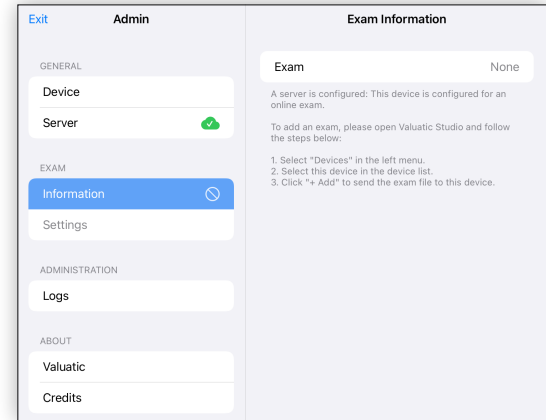 Exit
Admin
GENERAL
Device
Server
EXAM
Information
Settings
ADMINISTRATION
Logs
ABOUT
Valuatic
Credits
Exam Information
Exam None
A server is configured: This device is configured for an
online exam.
To add an exam, please open Valuatic Studio and follow
the steps below:
1. Select "Devices" in the left menu.
2. Select this device in the device list.
3. Click "+ Add" to send the exam file to this device.